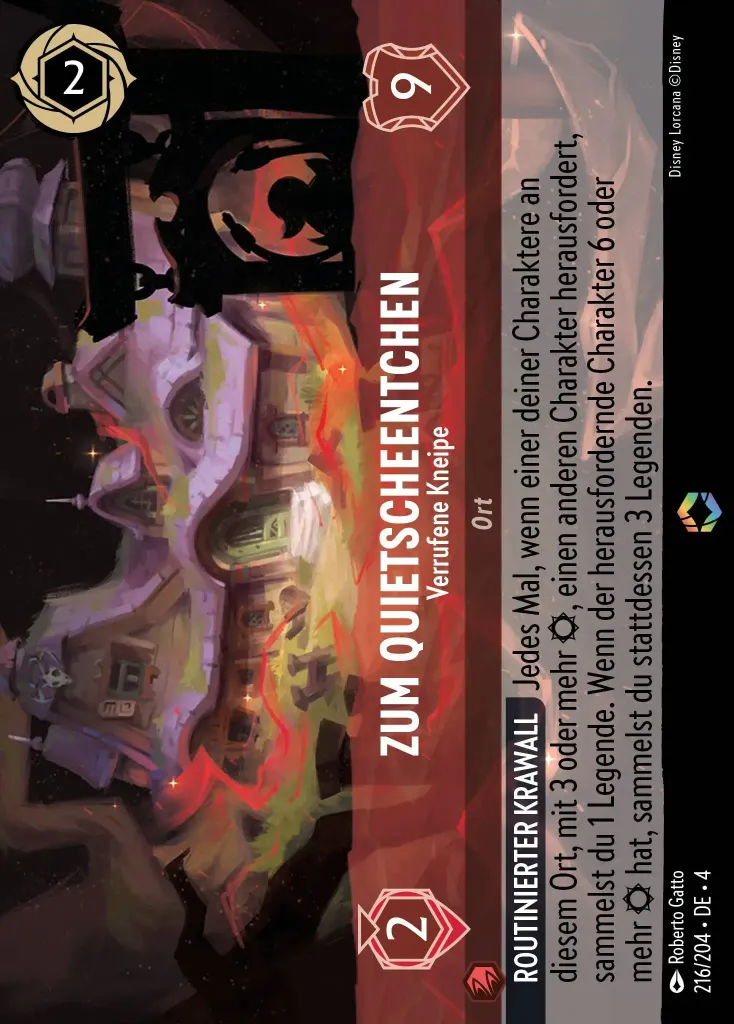 2
2
ZUM QUIETSCHEENTCHEN
9
Verrufene Kneipe
Ort
ROUTINIERTER KRAWALL Jedes Mal, wenn einer deiner Charaktere an
diesem Ort, mit 3 oder mehr , einen anderen Charakter herausfordert,
sammelst du 1 Legende. Wenn der herausfordernde Charakter 6 oder
mehr hat, sammelst du stattdessen 3 Legenden.
Roberto Gatto
Disney Lorcana ©Disney
216/204 • DE • 4